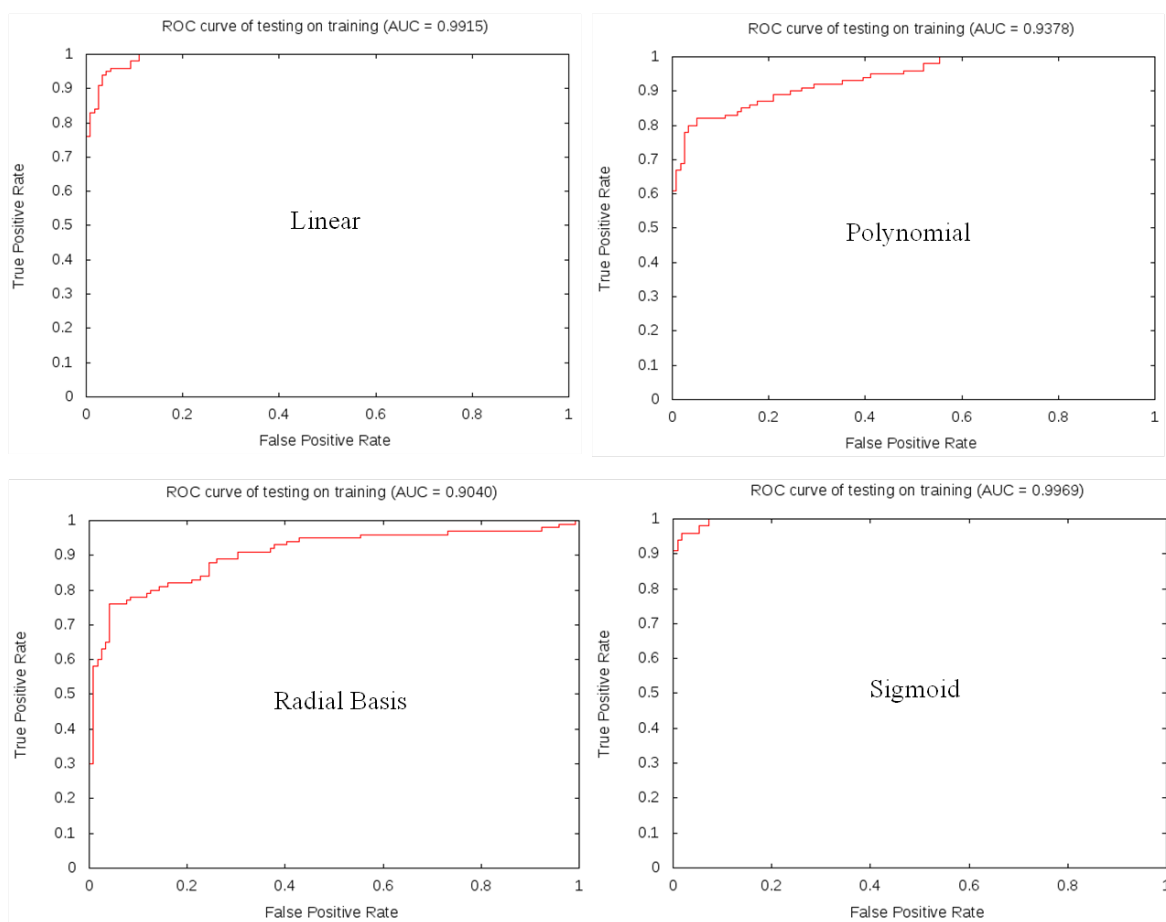 ROC curve of testing on training (AUC = 0.9915)
1
0.9
0.8
0.7
0.6
0.5
0.4
0.3
0.2
0.1
0
True Positive Rate
Linear
0 0.2 0.4 0.6 0.8 1
False Positive Rate
ROC curve of testing on training (AUC = 0.9378)
1
0.9
0.8
0.7
0.6
0.5
0.4
0.3
0.2
0.1
0
True Positive Rate
Polynomial
0 0.2 0.4 0.6 0.8 1
False Positive Rate
ROC curve of testing on training (AUC = 0.9040)
1
0.9
0.8
0.7
0.6
0.5
0.4
0.3
0.2
0.1
0
True Positive Rate
Radial Basis
0 0.2 0.4 0.6 0.8 1
False Positive Rate
ROC curve of testing on training (AUC = 0.9969)
1
0.9
0.8
0.7
0.6
0.5
0.4
0.3
0.2
0.1
0
True Positive Rate
Sigmoid
0 0.2 0.4 0.6 0.8 1
False Positive Rate